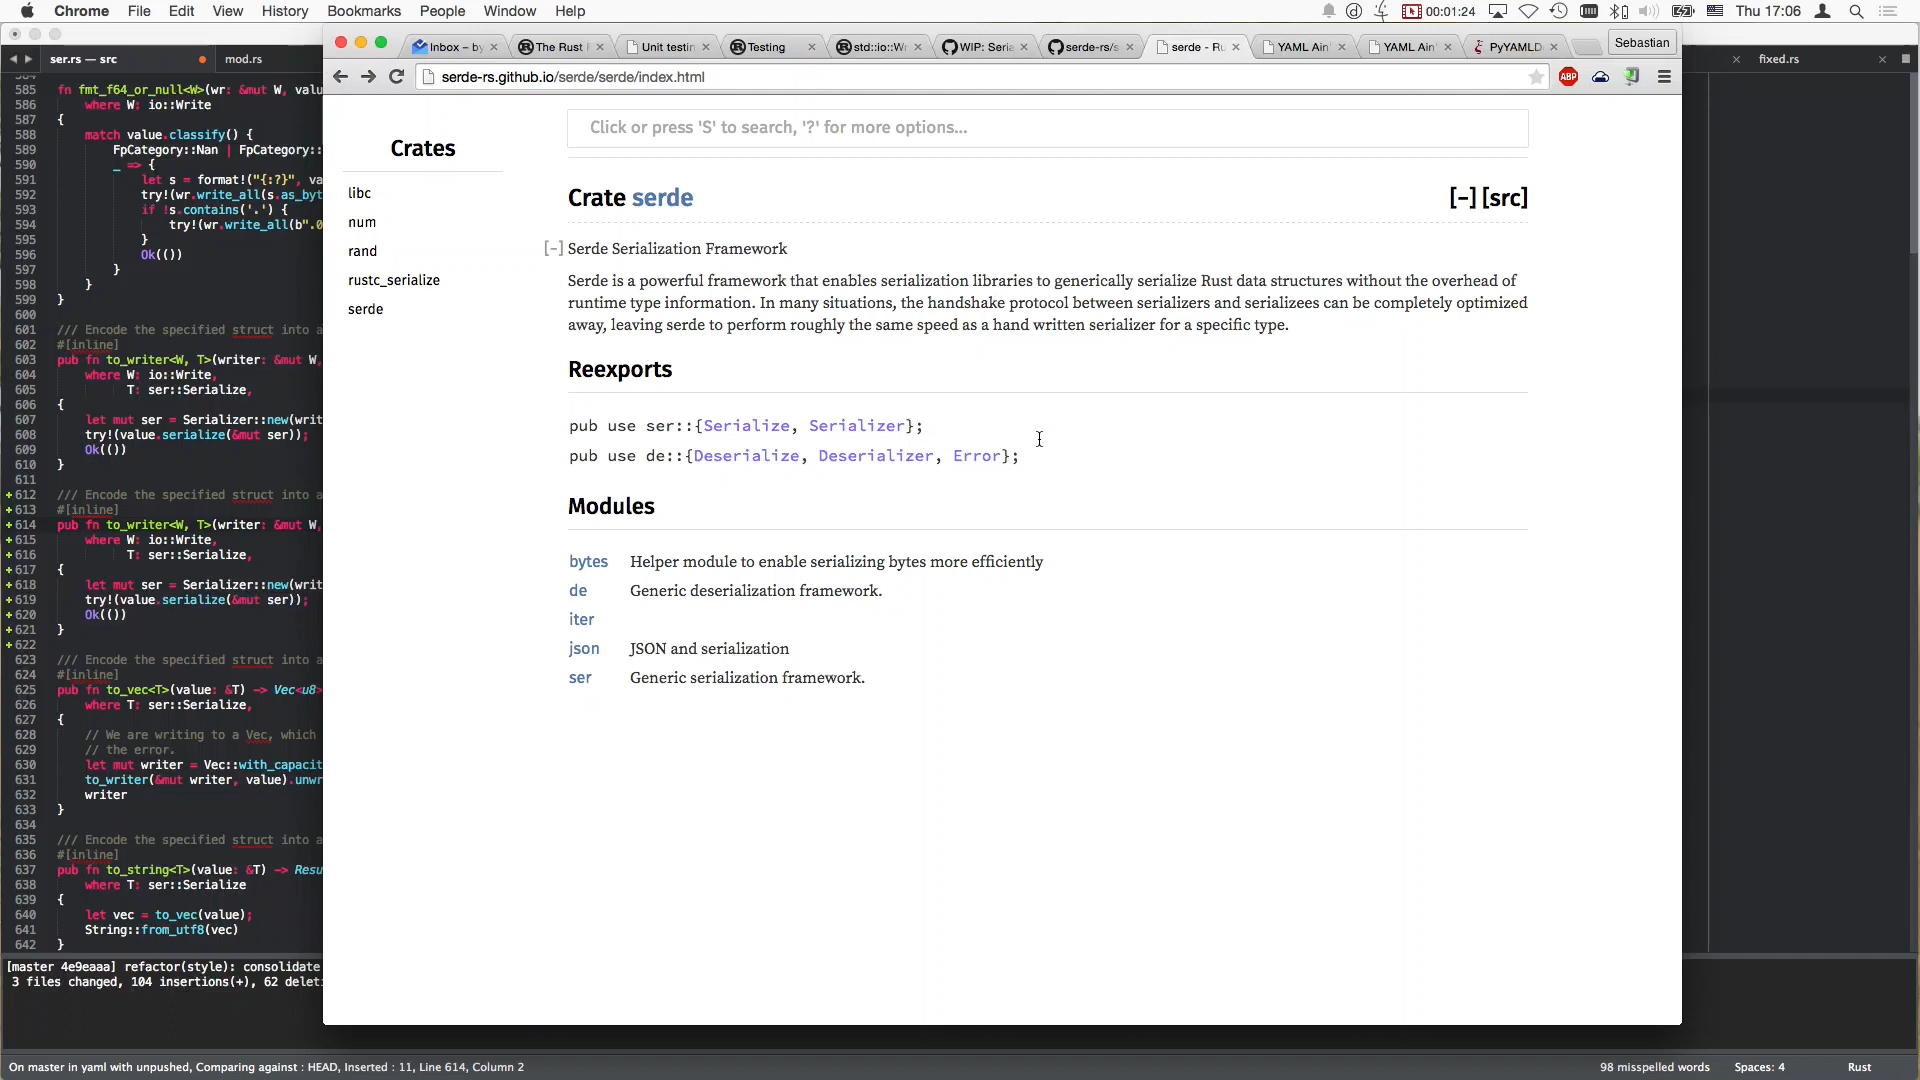 Chrome File Edit View History Bookmarks People Window Help 00:01:24 Thu 17:06
ser.rs — src
mod.rs
Inbox – by
The Rust
Unit testin
Testing
std::io::Wr
WIP: Seria
serde-rs/s
serde - Ru
YAML Ain'
YAML Ain'
PyYAMLD
Sebastian
fixed.rs
serde-rs.github.io/serde/serde/index.html
ABP
585 fn fmt_f64_or_null<W>(wr: &mut W, valu
586 where W: io::Write
587 {
588 match value.classify() {
589 FpCategory::Nan | FpCategory::
590 _ => {
591 let s = format!("{:?}", va
592 try!(wr.write_all(s.as_byt
593 if !s.contains('.') {
594 try!(wr.write_all(b".0
595 }
596 Ok(())
597 }
598 }
599 }
600
601 /// Encode the specified struct into a
602 #[inline]
603 pub fn to_writer<W, T>(writer: &mut W,
604 where W: io::Write,
605 T: ser::Serialize,
606 {
607 let mut ser = Serializer::new(writ
608 try!(value.serialize(&mut ser));
609 Ok(())
610 }
611
612 /// Encode the specified struct into a
613 #[inline]
614 pub fn to_writer<W, T>(writer: &mut W,
615 where W: io::Write,
616 T: ser::Serialize,
617 {
618 let mut ser = Serializer::new(writ
619 try!(value.serialize(&mut ser));
620 Ok(())
621 }
622
623 /// Encode the specified struct into a
624 #[inline]
625 pub fn to_vec<T>(value: &T) -> Vec<u8>
626 where T: ser::Serialize,
627 {
628 // We are writing to a Vec, which
629 // the error.
630 let mut writer = Vec::with_capacit
631 to_writer(&mut writer, value).unwr
632 writer
633 }
634
635 /// Encode the specified struct into a
636 #[inline]
637 pub fn to_string<T>(value: &T) -> Resu
638 where T: ser::Serialize
639 {
640 let vec = to_vec(value);
641 String::from_utf8(vec)
642 }
[master 4e9eaaa] refactor(style): consolidate
3 files changed, 104 insertions(+), 62 deleti
Crates
libc
num
rand
rustc_serialize
serde
Click or press 'S' to search, '?' for more options...
Crate serde [-] [src]
[-] Serde Serialization Framework
Serde is a powerful framework that enables serialization libraries to generically serialize Rust data structures without the overhead of
runtime type information. In many situations, the handshake protocol between serializers and serializees can be completely optimized
away, leaving serde to perform roughly the same speed as a hand written serializer for a specific type.
Reexports
pub use ser::{Serialize, Serializer};
pub use de::{Deserialize, Deserializer, Error};
Modules
bytes Helper module to enable serializing bytes more efficiently
de Generic deserialization framework.
iter
json JSON and serialization
ser Generic serialization framework.
On master in yaml with unpushed, Comparing against : HEAD, Inserted : 11, Line 614, Column 2
98 misspelled words Spaces: 4 Rust